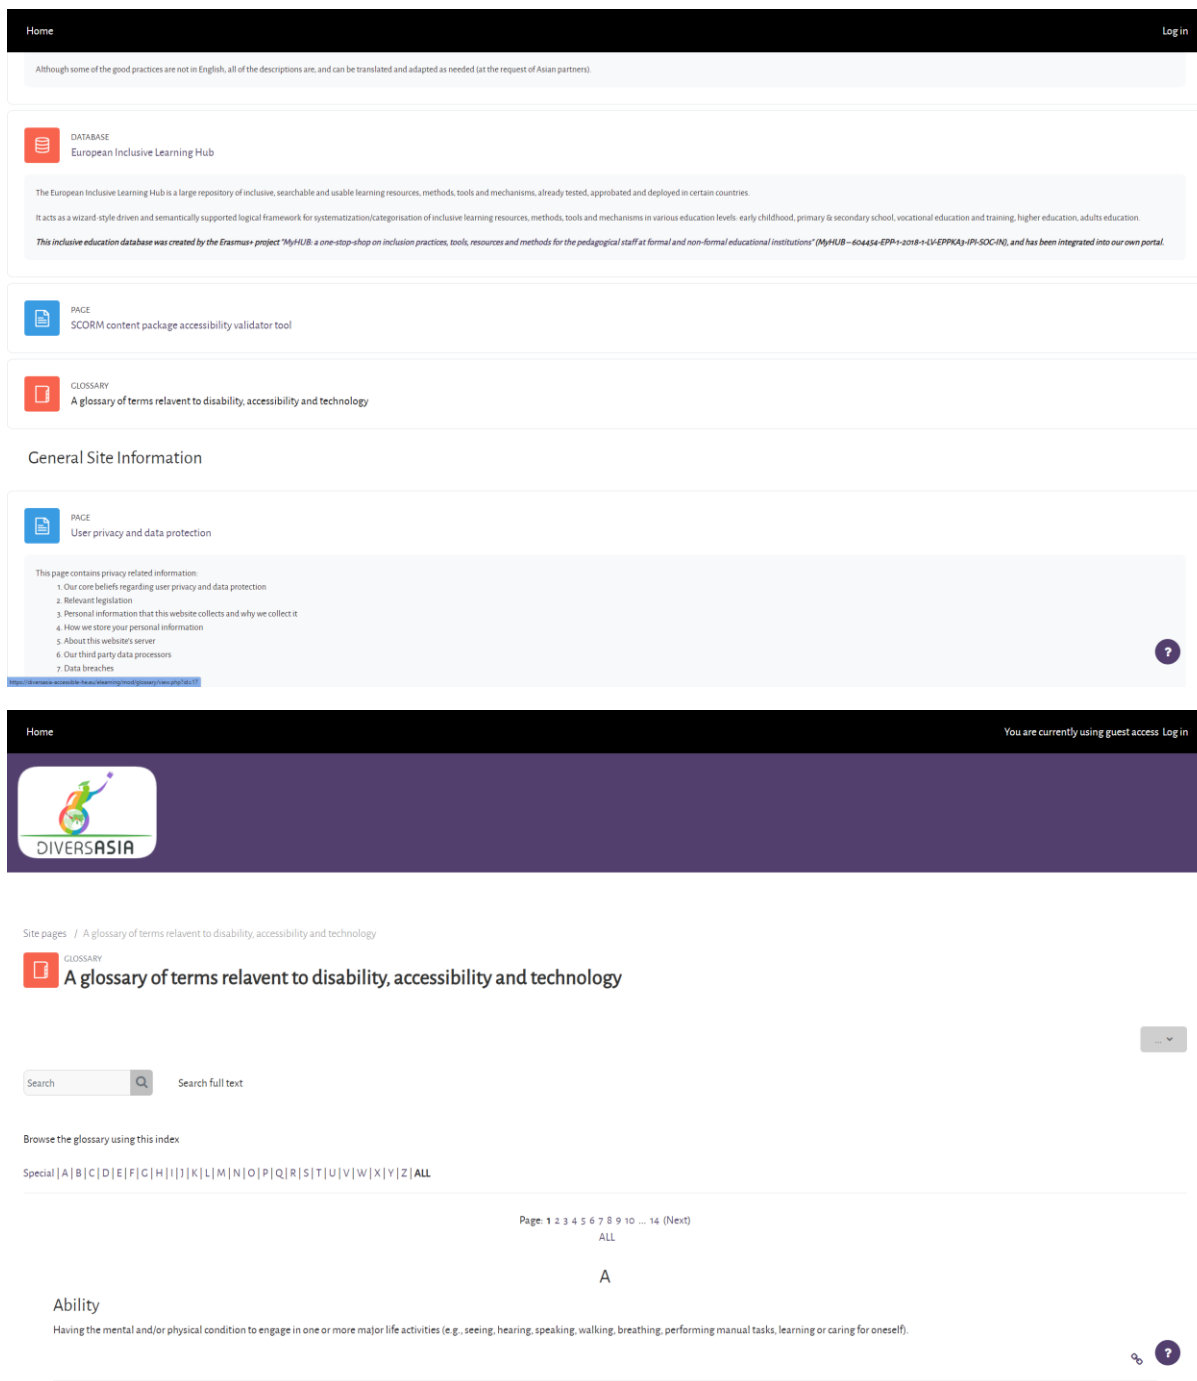 Home
Log in
Although some of the good practices are not in English, all of the descriptions are, and can be translated and adapted as needed (at the request of Asian partners).
DATABASE
European Inclusive Learning Hub
The European Inclusive Learning Hub is a large repository of inclusive, searchable and usable learning resources, methods, tools and mechanisms, already tested, approbated and deployed in certain countries.
It acts as a wizard-style driven and semantically supported logical framework for systematization/categorisation of inclusive learning resources, methods, tools and mechanisms in various education levels: early childhood, primary & secondary school, vocational education and training, higher education, adults education.
This inclusive education database was created by the Erasmus+ project "MyHUB: a one-stop-shop on inclusion practices, tools, resources and methods for the pedagogical staff at formal and non-formal educational institutions" (MyHUB – 604454-EPP-1-2018-1-LV-EPPKA3-IPI-SOC-IN), and has been integrated into our own portal.
PAGE
SCORM content package accessibility validator tool
GLOSSARY
A glossary of terms relavent to disability, accessibility and technology
General Site Information
PAGE
User privacy and data protection
This page contains privacy related information:
1. Our core beliefs regarding user privacy and data protection
2. Relevant legislation
3. Personal information that this website collects and why we collect it
4. How we store your personal information
5. About this website's server
6. Our third party data processors
7. Data breaches
?
https://diversasia-accessible-he.eu/elearning/mod/glossary/view.php?id=17
Home
You are currently using guest access Log in
DIVERSASIA
Site pages / A glossary of terms relavent to disability, accessibility and technology
GLOSSARY
A glossary of terms relavent to disability, accessibility and technology
...
Search
Search full text
Browse the glossary using this index
Special | A | B | C | D | E | F | G | H | I | J | K | L | M | N | O | P | Q | R | S | T | U | V | W | X | Y | Z | ALL
Page: 1 2 3 4 5 6 7 8 9 10 ... 14 (Next)
ALL
A
Ability
Having the mental and/or physical condition to engage in one or more major life activities (e.g., seeing, hearing, speaking, walking, breathing, performing manual tasks, learning or caring for oneself).
?